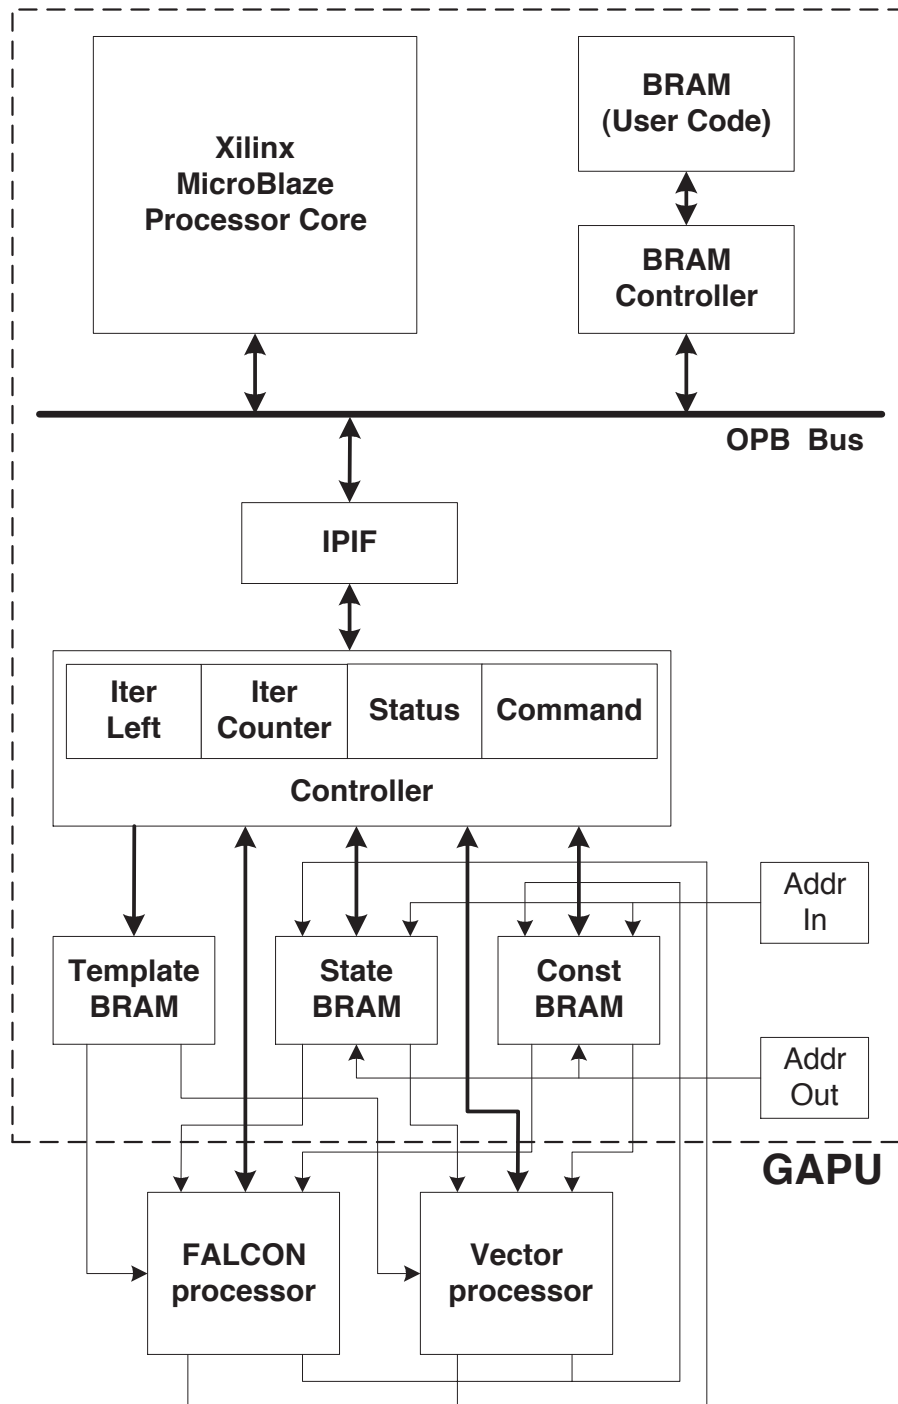 Xilinx
MicroBlaze
Processor Core
BRAM
(User Code)
BRAM
Controller
OPB Bus
IPIF
Iter
Left
Iter
Counter
Status
Command
Controller
Addr
In
Template
BRAM
State
BRAM
Const
BRAM
Addr
Out
GAPU
FALCON
processor
Vector
processor